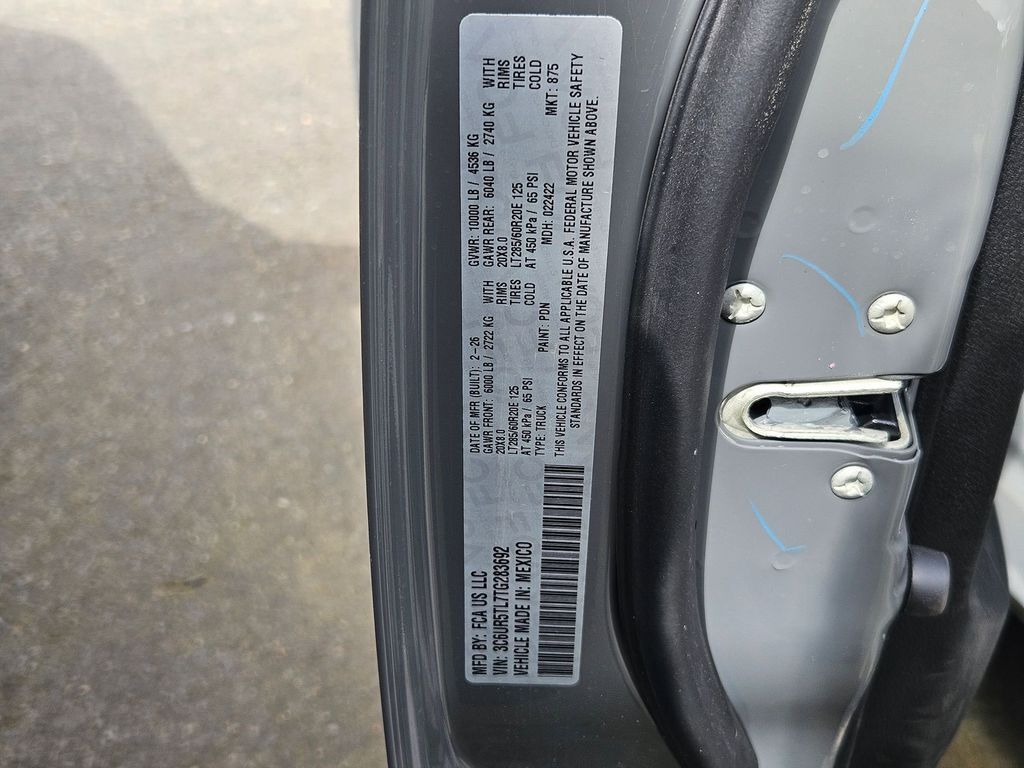 MFD BY: FCA US LLC
VIN: 3C6UR5TL7TG283692
VEHICLE MADE IN: MEXICO
DATE OF MFR (BUILT): 2-26 GVWR: 10000 LB / 4536 KG
GAWR FRONT: 6000 LB / 2722 KG WITH GAWR REAR: 6040 LB / 2740 KG WITH
20X8.0 RIMS 20X8.0 RIMS
LT285/60R20E 125 TIRES LT285/60R20E 125 TIRES
AT 450 kPa / 65 PSI COLD AT 450 kPa / 65 PSI COLD
TYPE: TRUCK PAINT: PDN MDH: 022422 MKT: 875
THIS VEHICLE CONFORMS TO ALL APPLICABLE U.S.A. FEDERAL MOTOR VEHICLE SAFETY
STANDARDS IN EFFECT ON THE DATE OF MANUFACTURE SHOWN ABOVE.